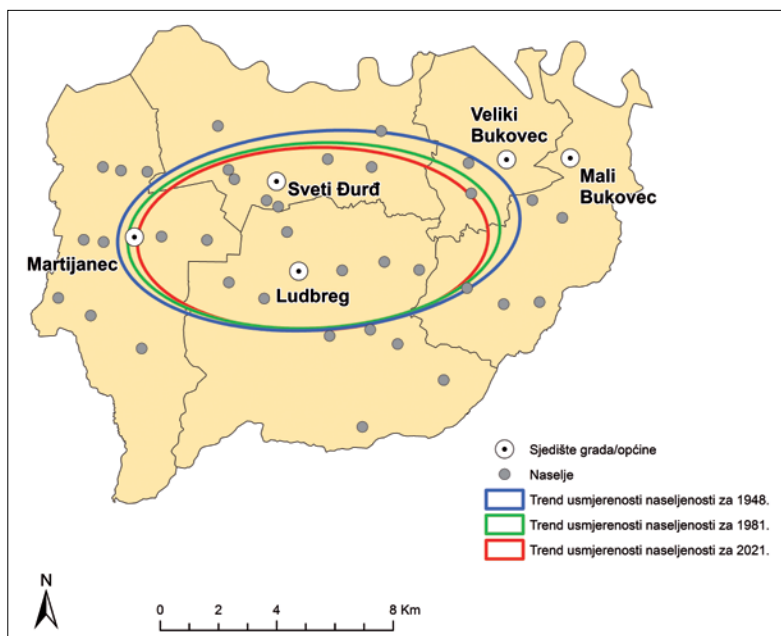 Veliki
Bukovec
Mali
Bukovec
Sveti Đurđ
Martijanec
Ludbreg
Sjedište grada/općine
Naselje
Trend usmjerenosti naseljenosti za 1948.
Trend usmjerenosti naseljenosti za 1981.
Trend usmjerenosti naseljenosti za 2021.
N
0 2 4 8 Km